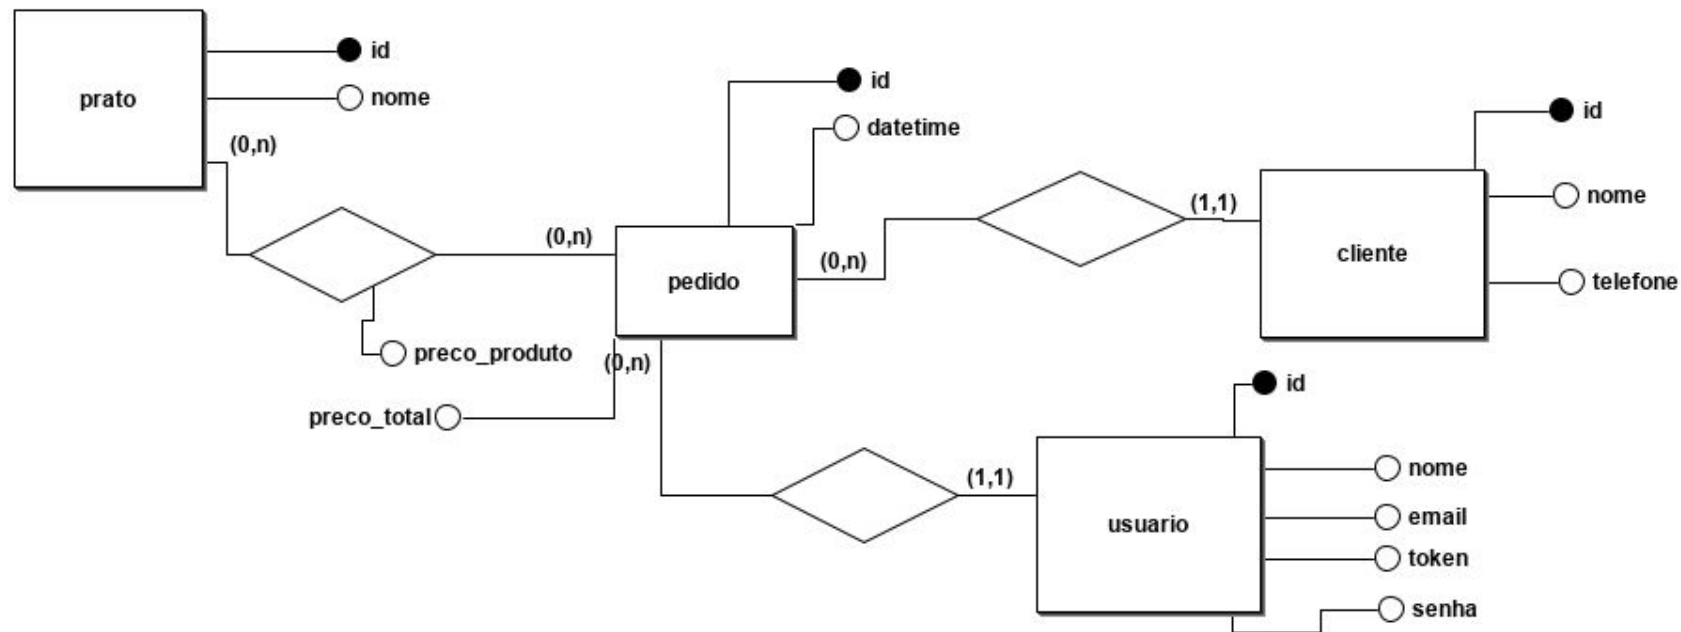 prato
id
nome
(0,n)
(0,n)
preco_produto
pedido
id
datetime
(0,n)
(1,1)
cliente
id
nome
telefone
(0,n)
preco_total
(1,1)
usuario
id
nome
email
token
senha